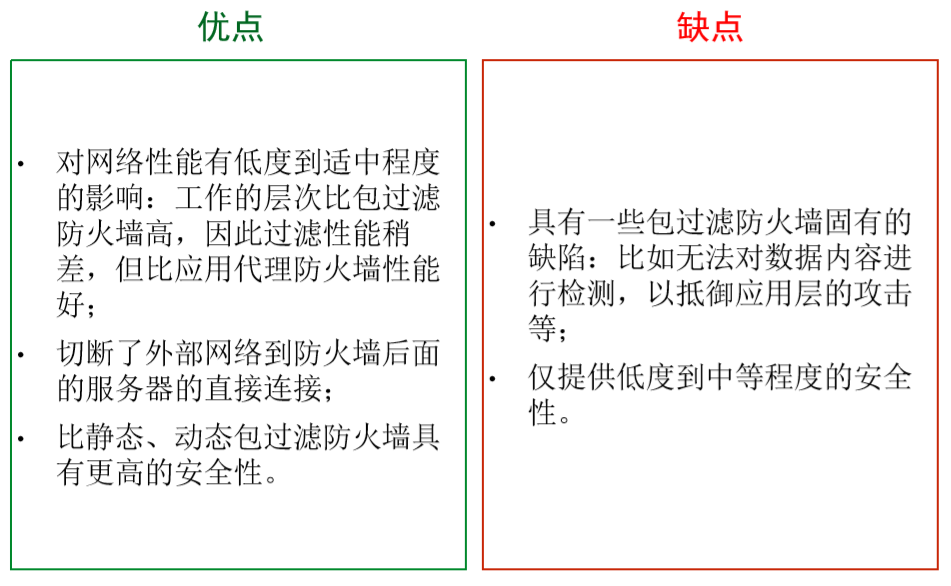 优点
• 对网络性能有低度到适中程度
的影响：工作的层次比包过滤
防火墙高，因此过滤性能稍
差，但比应用代理防火墙性能
好；
• 切断了外部网络到防火墙后面
的服务器的直接连接；
• 比静态、动态包过滤防火墙具
有更高的安全性。
缺点
• 具有一些包过滤防火墙固有的
缺陷：比如无法对数据内容进
行检测，以抵御应用层的攻击
等；
• 仅提供低度到中等程度的安全
性。